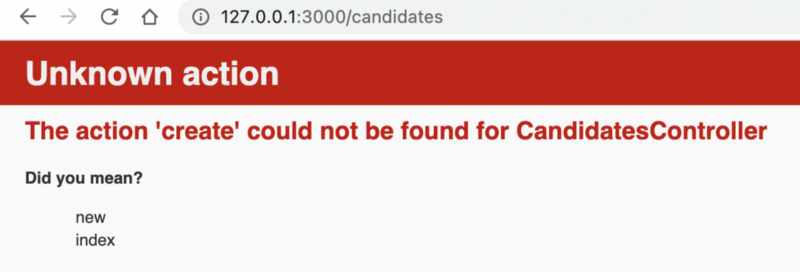 127.0.0.1:3000/candidates
Unknown action
The action 'create' could not be found for CandidatesController
Did you mean?
new
index